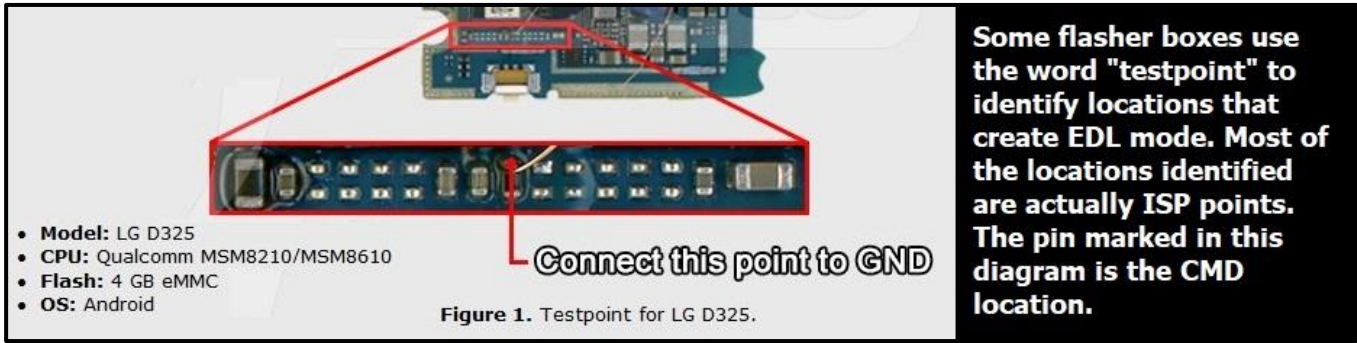 Connect this point to GND
• Model: LG D325
• CPU: Qualcomm MSM8210/MSM8610
• Flash: 4 GB eMMC
• OS: Android
Figure 1. Testpoint for LG D325.
Some flasher boxes use
the word "testpoint" to
identify locations that
create EDL mode. Most of
the locations identified
are actually ISP points.
The pin marked in this
diagram is the CMD
location.